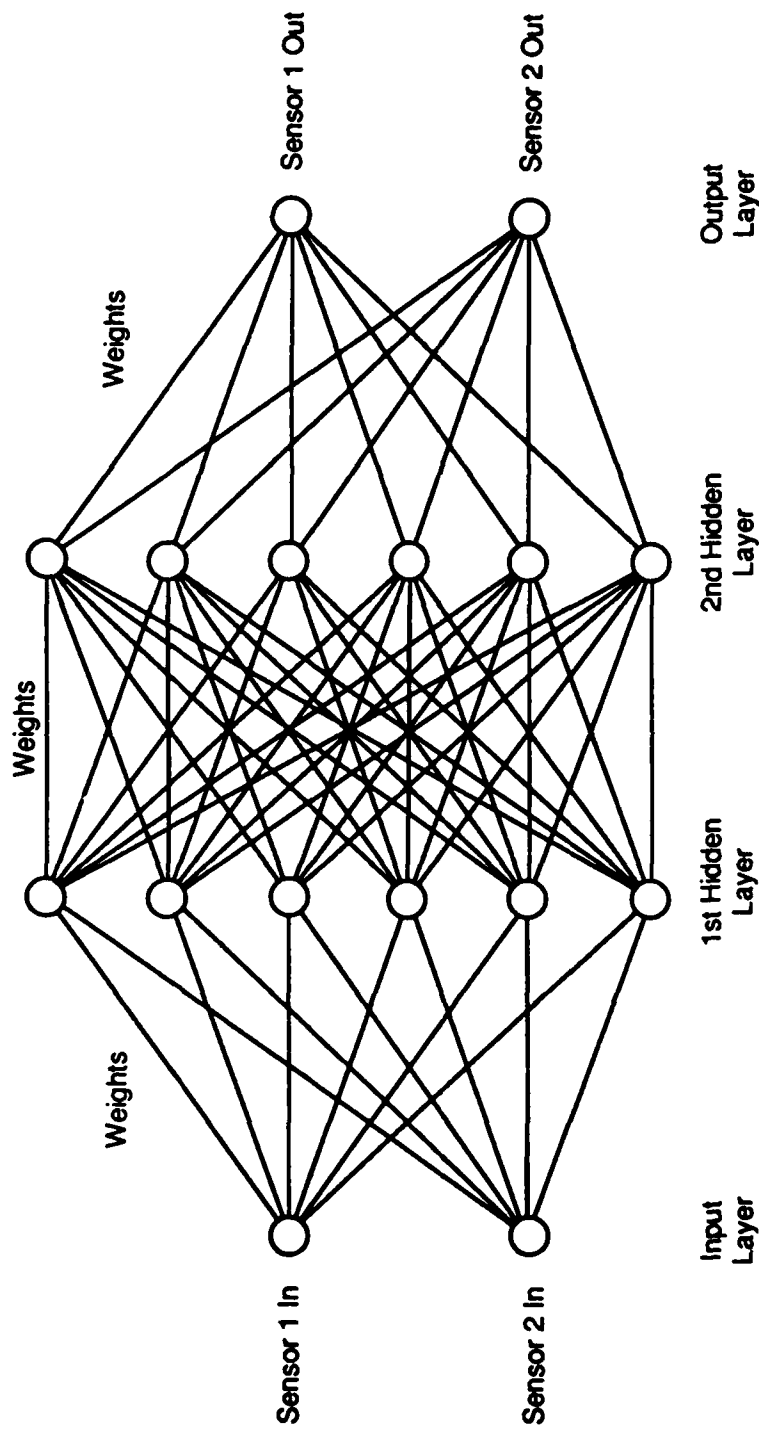 Weights
Weights
Weights
Sensor 1 In
Sensor 1 Out
Sensor 2 In
Sensor 2 Out
Input
Layer
1st Hidden
Layer
2nd Hidden
Layer
Output
Layer